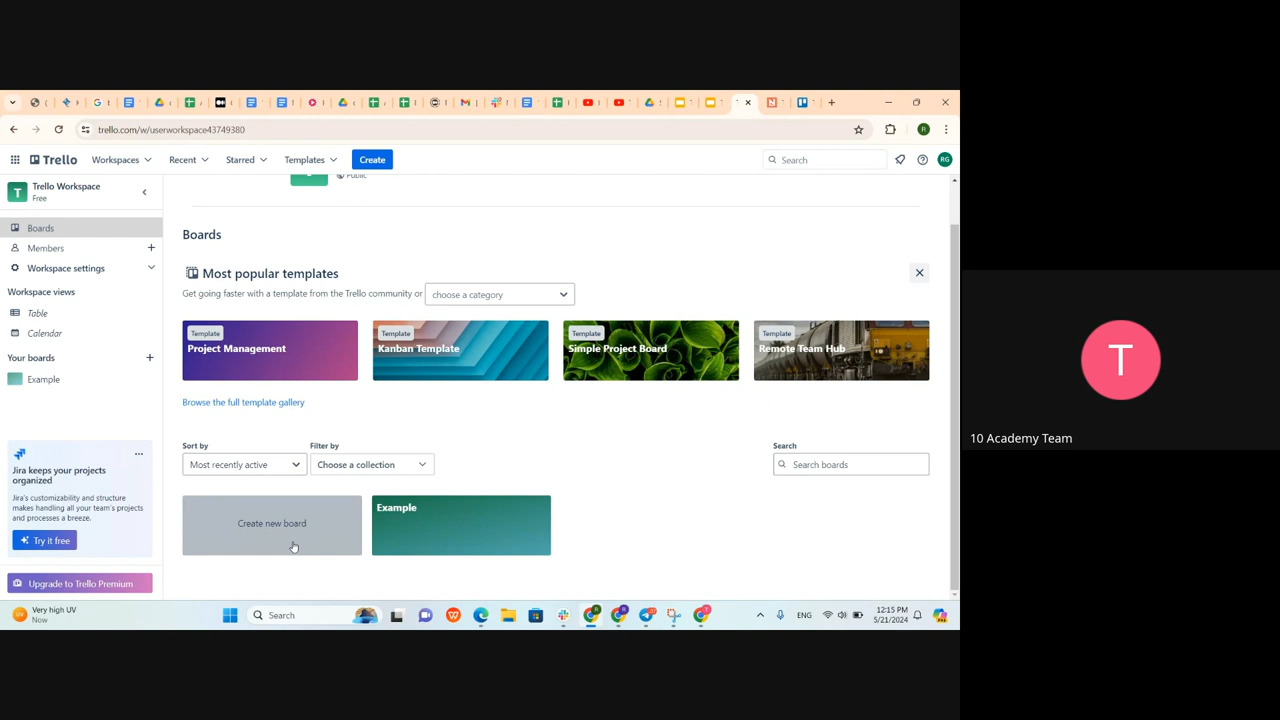 trello.com/w/userworkspace43749380
R
Trello
Workspaces
Recent
Starred
Templates
Create
Search
RG
T
Trello Workspace
Free
Public
Boards
Members
Workspace settings
Workspace views
Table
Calendar
Your boards
Example
Jira keeps your projects
organized
Jira's customizability and structure
makes handling all your team's projects
and processes a breeze.
Try it free
Upgrade to Trello Premium
Boards
Most popular templates
Get going faster with a template from the Trello community or
choose a category
Template
Project Management
Template
Kanban Template
Template
Simple Project Board
Template
Remote Team Hub
Browse the full template gallery
Sort by
Most recently active
Filter by
Choose a collection
Search
Search boards
Create new board
Example
Very high UV
Now
Search
ENG
12:15 PM
5/21/2024
T
10 Academy Team